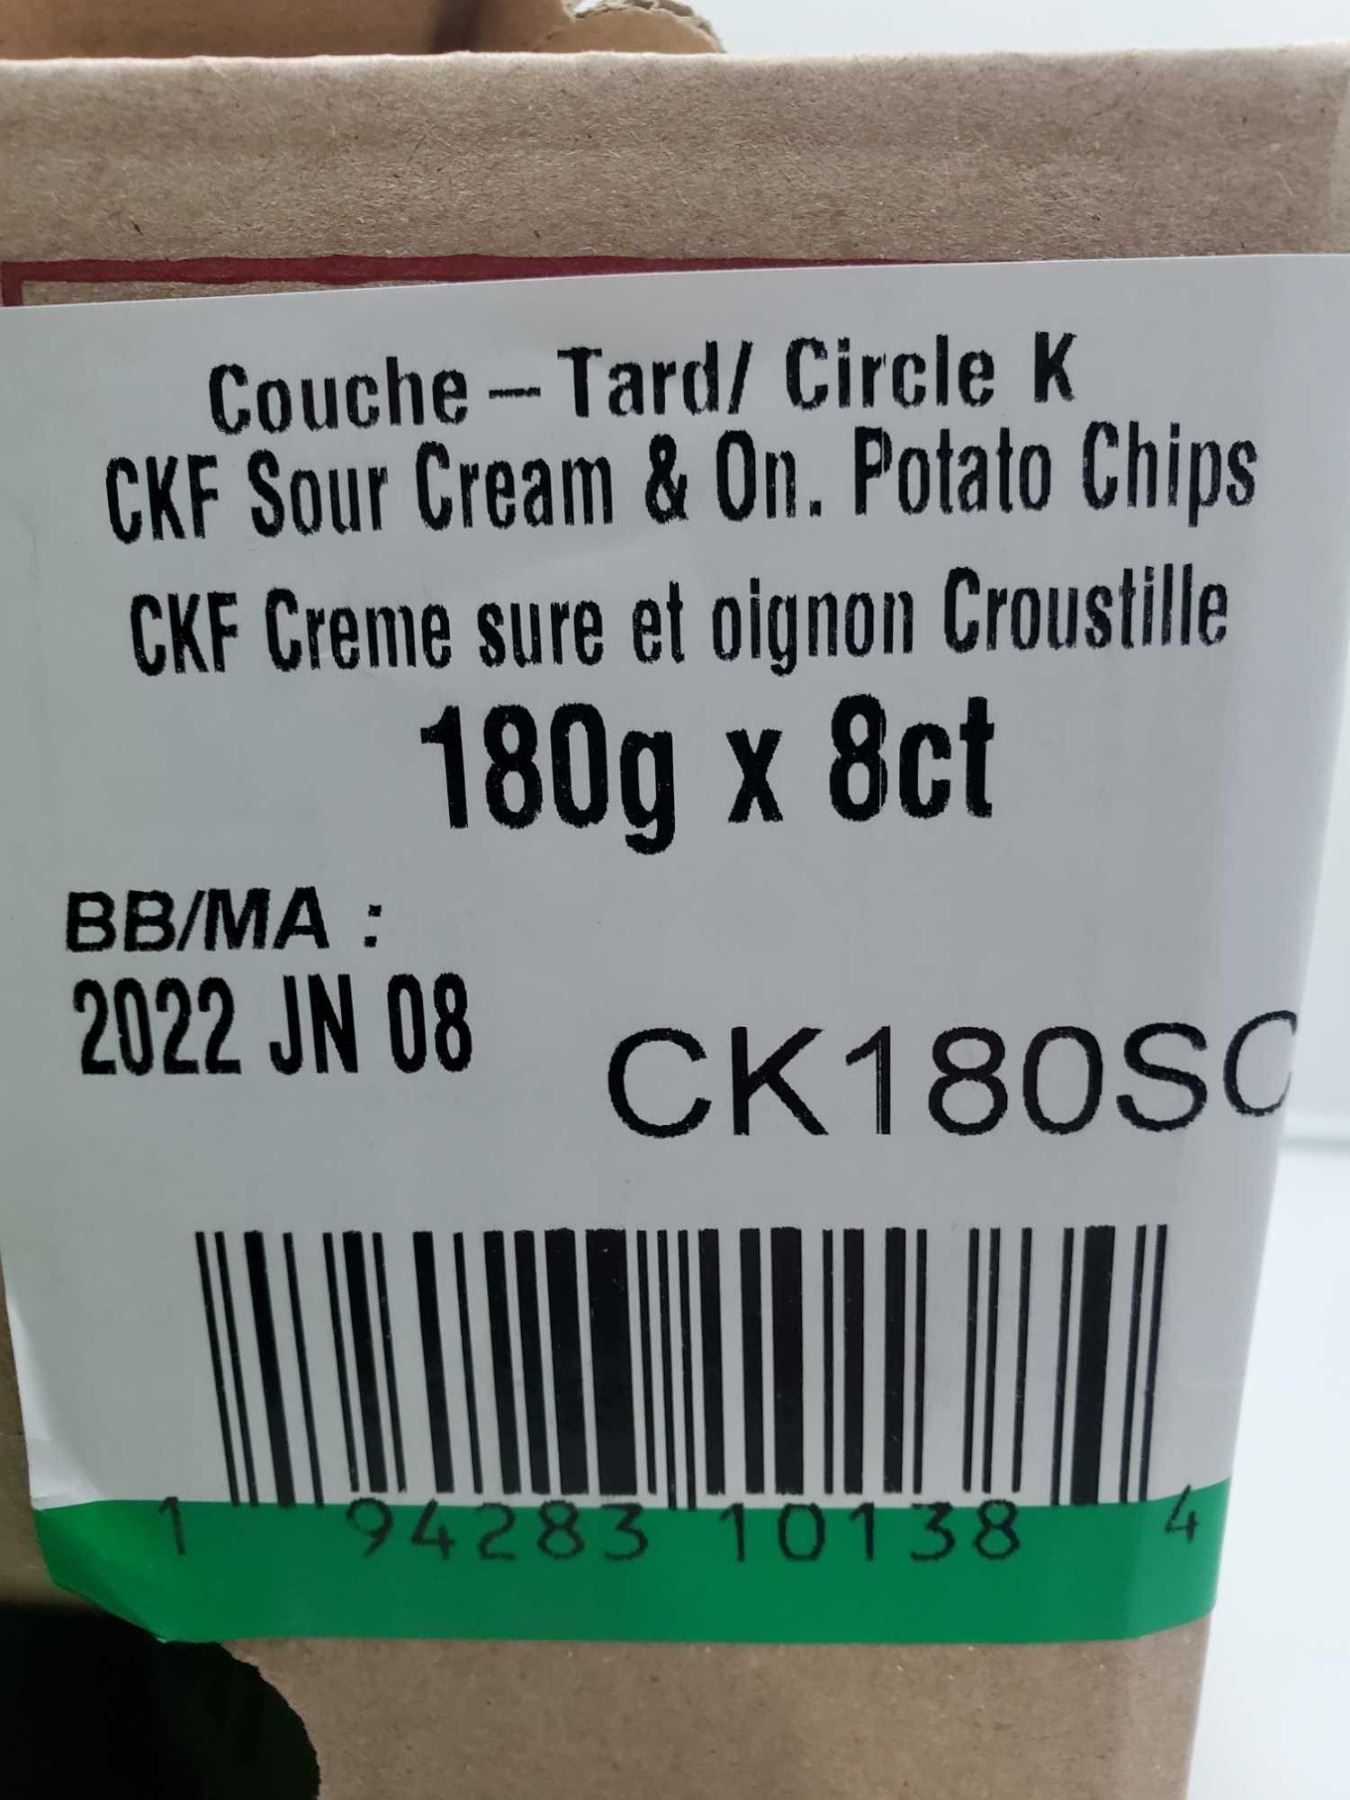 Couche – Tard/ Circle K
CKF Sour Cream & On. Potato Chips
CKF Creme sure et oignon Croustille
180g x 8ct
BB/MA :
2022 JN 08
CK180SC
1 94283 10138 4